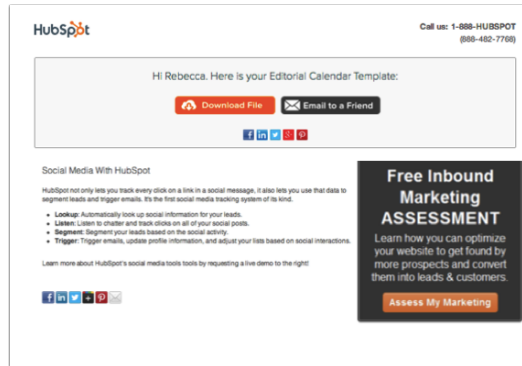 HubSpot
Call us: 1-888-HUBSPOT
(888-482-7768)
Hi Rebecca. Here is your Editorial Calendar Template:
Download File
Email to a Friend
Social Media With HubSpot
HubSpot not only lets you track every click on a link in a social message, it also lets you use that data to
segment leads and trigger emails. It's the first social media tracking system of its kind.
• Lookup: Automatically look up social information for your leads.
• Listen: Listen to chatter and track clicks on all of your social posts.
• Segment: Segment your leads based on the social activity.
• Trigger: Trigger emails, update profile information, and adjust your lists based on social interactions.
Learn more about HubSpot's social media tools tools by requesting a live demo to the right!
Free Inbound
Marketing
ASSESSMENT
Learn how you can optimize
your website to get found by
more prospects and convert
them into leads & customers.
Assess My Marketing